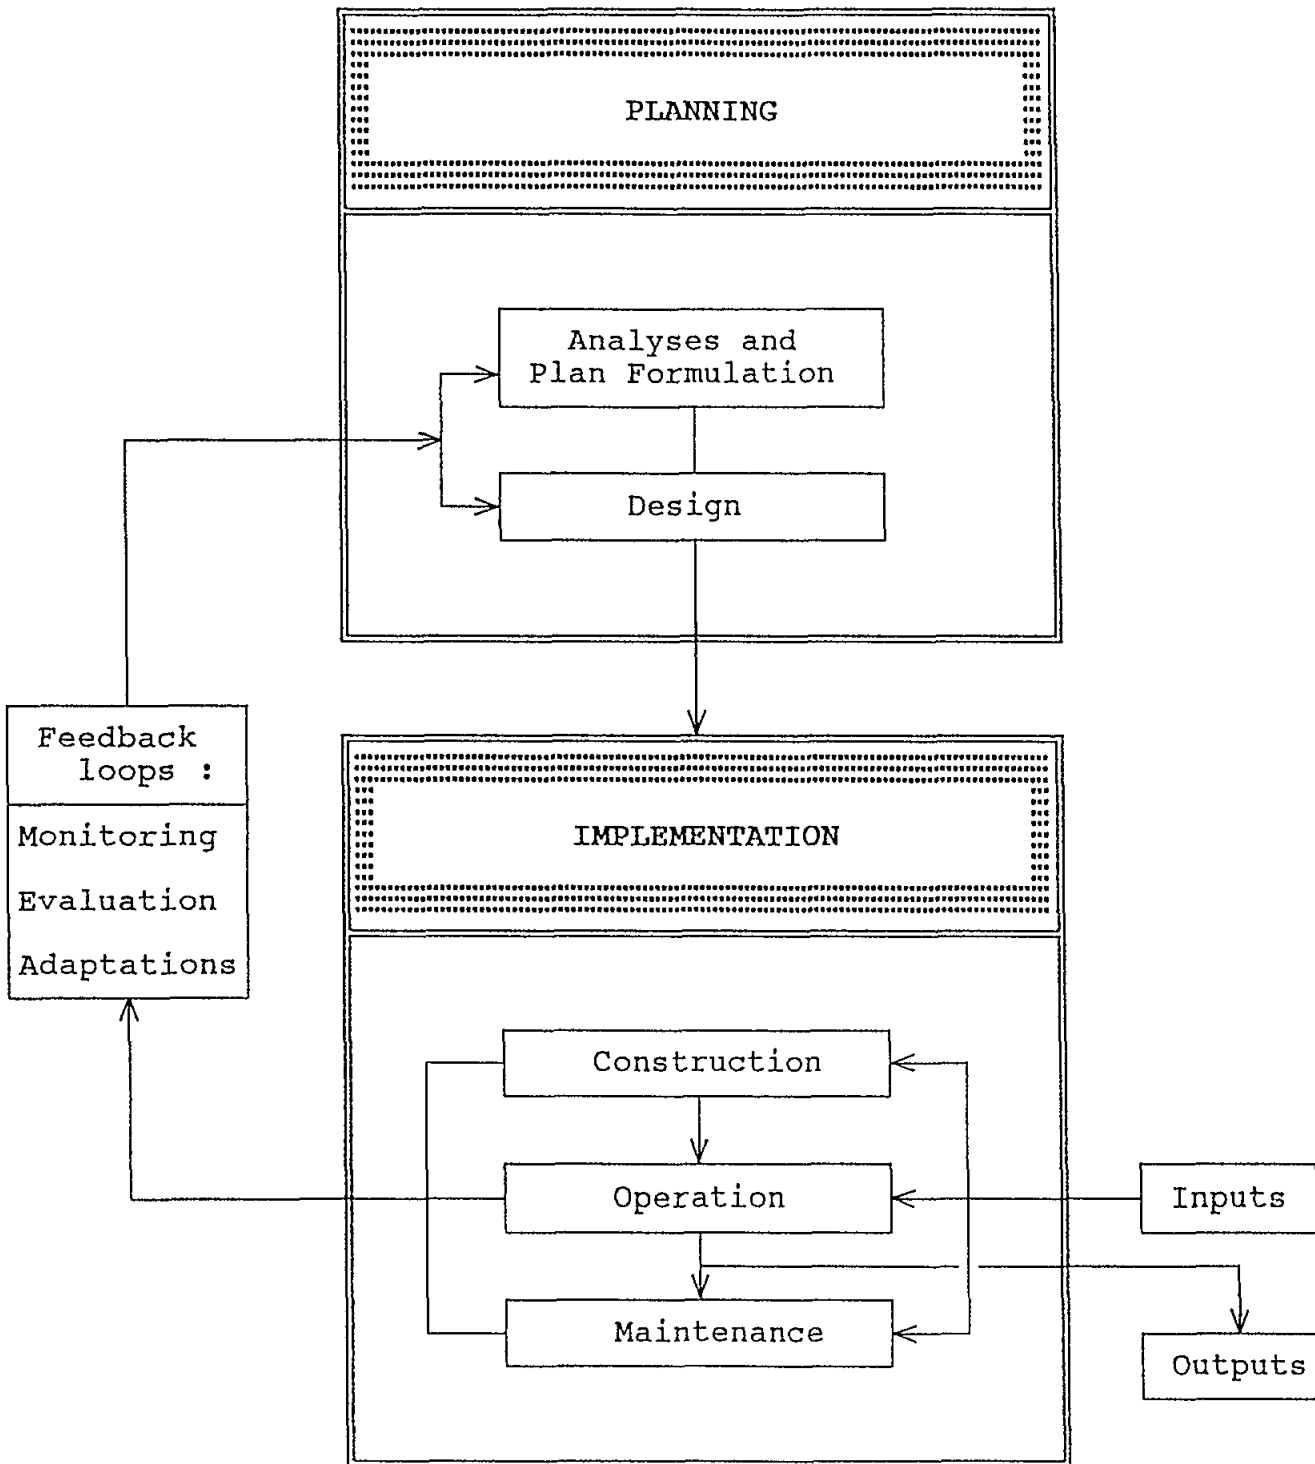 PLANNING
Analyses and
Plan Formulation
Design
Feedback
loops :
Monitoring
Evaluation
Adaptations
IMPLEMENTATION
Construction
Operation
Inputs
Maintenance
Outputs